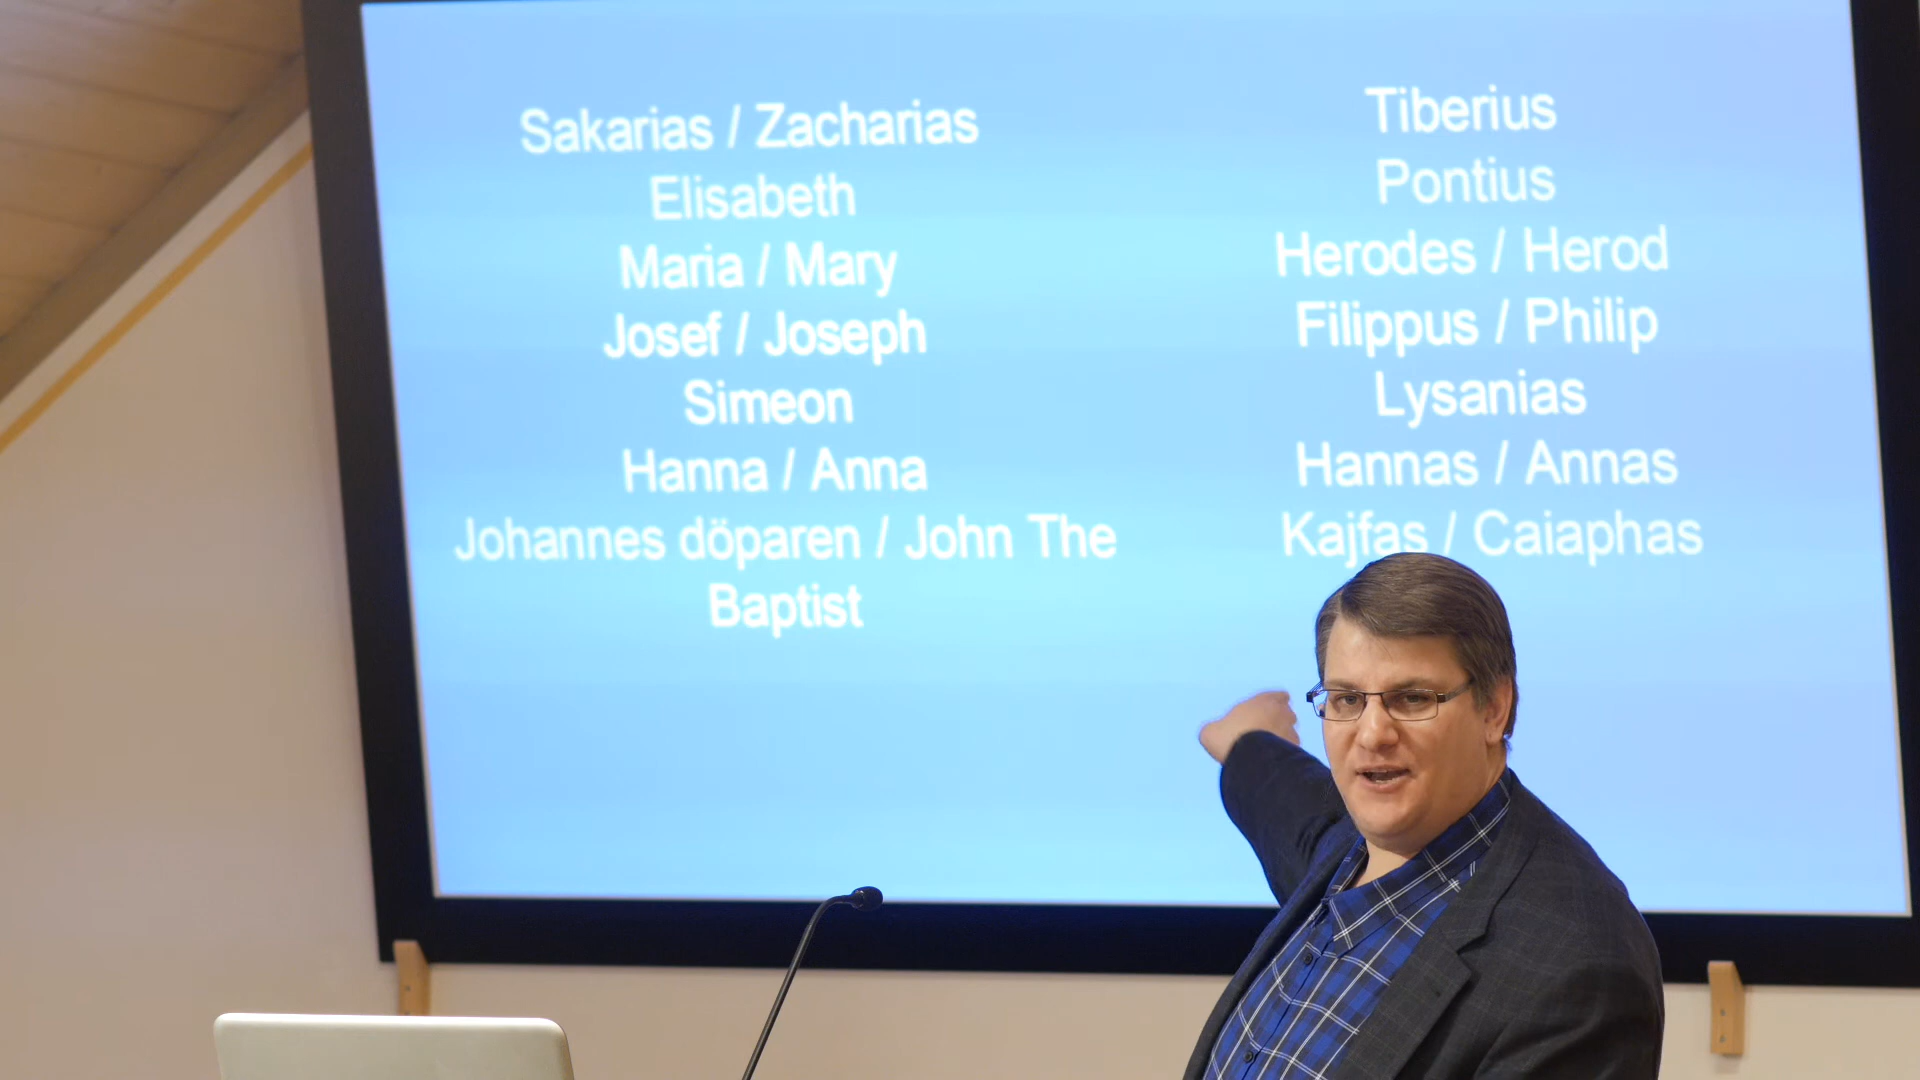 Sakarias / Zacharias
Elisabeth
Maria / Mary
Josef / Joseph
Simeon
Hanna / Anna
Johannes döparen / John The
Baptist
Tiberius
Pontius
Herodes / Herod
Filippus / Philip
Lysanias
Hannas / Annas
Kajfas / Caiaphas